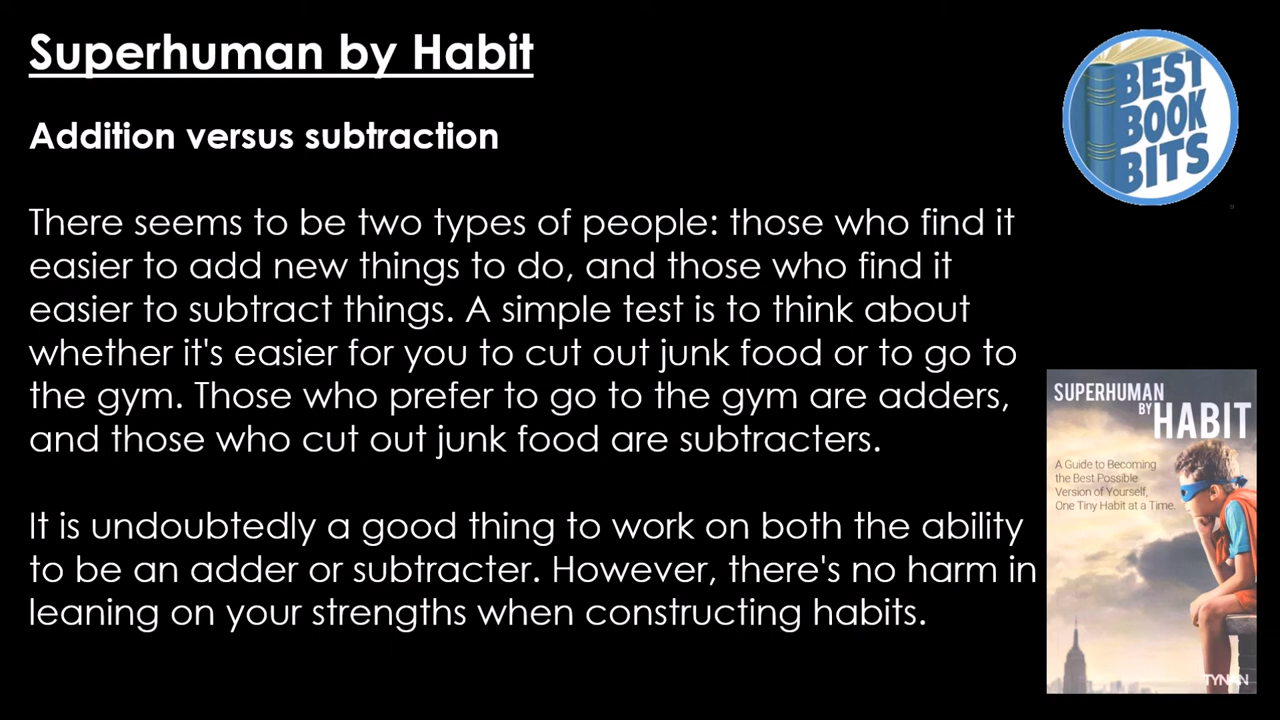 Superhuman by Habit
Addition versus subtraction
There seems to be two types of people: those who find it
easier to add new things to do, and those who find it
easier to subtract things. A simple test is to think about
whether it's easier for you to cut out junk food or to go to
the gym. Those who prefer to go to the gym are adders,
and those who cut out junk food are subtracters.
It is undoubtedly a good thing to work on both the ability
to be an adder or subtracter. However, there's no harm in
leaning on your strengths when constructing habits.
BEST
BOOK
BITS
SUPERHUMAN
BY HABIT
A Guide to Becoming
the Best Possible
Version of Yourself,
One Tiny Habit at a Time.
TYNAN